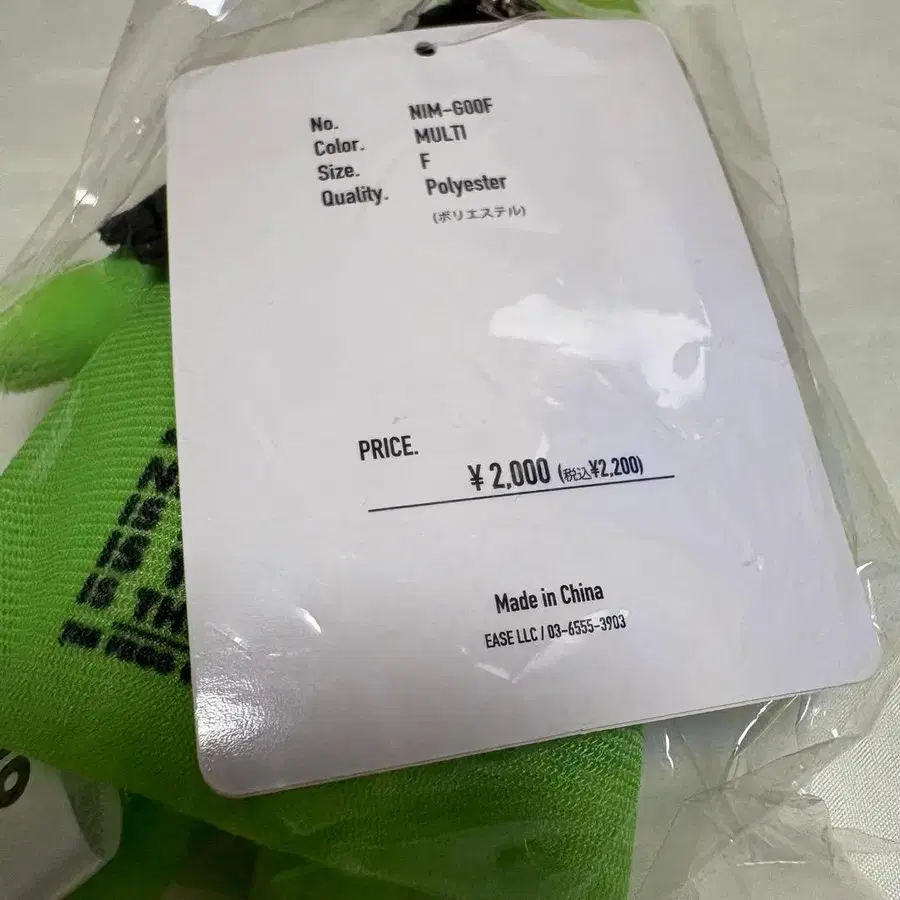 No. NIM-G00F
Color. MULTI
Size. F
Quality. Polyester
(ポリエステル)
PRICE.
¥2,000 (税込¥2,200)
Made in China
EASE LLC / 03-6555-3903